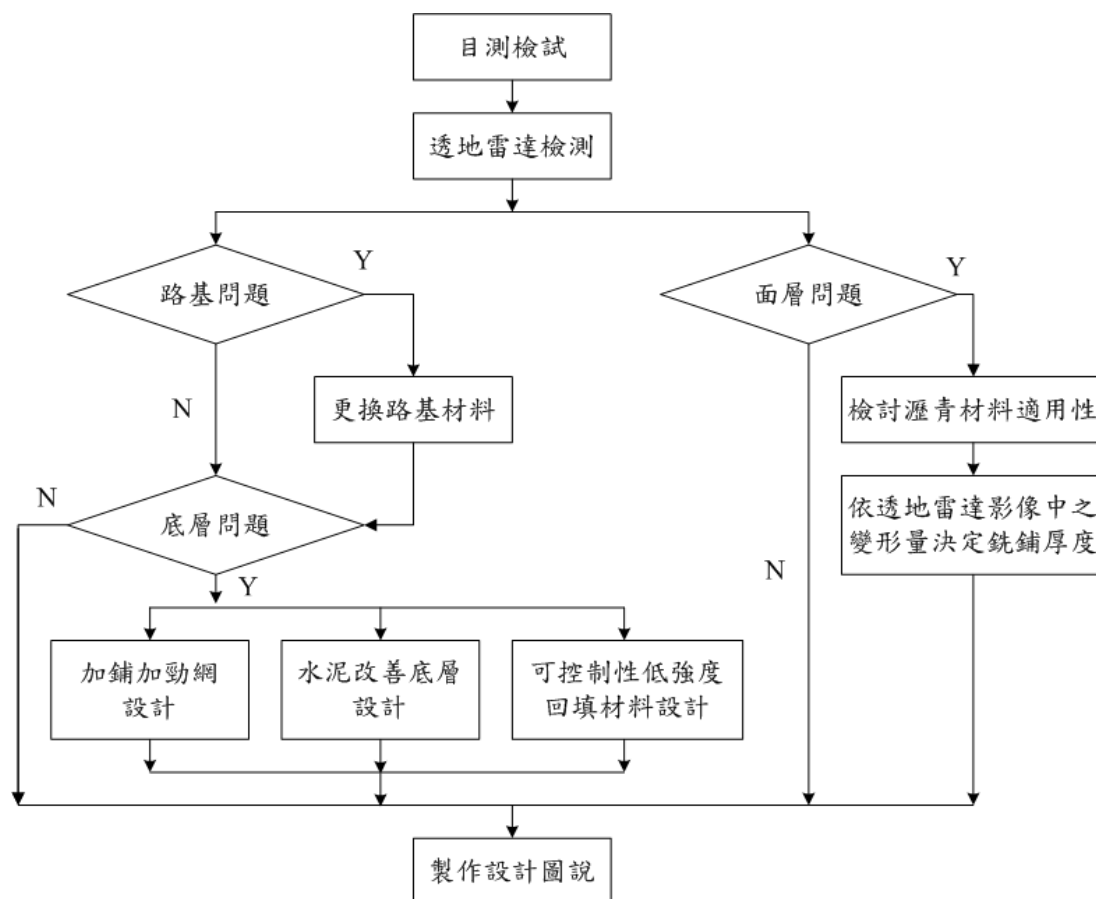 目測檢試
透地雷達檢測
路基問題
Y
面層問題
Y
N
更換路基材料
檢討瀝青材料適用性
N
底層問題
依透地雷達影像中之
變形量決定銑鋪厚度
Y
N
加鋪加勁網
設計
水泥改善底層
設計
可控制性低強度
回填材料設計
製作設計圖說